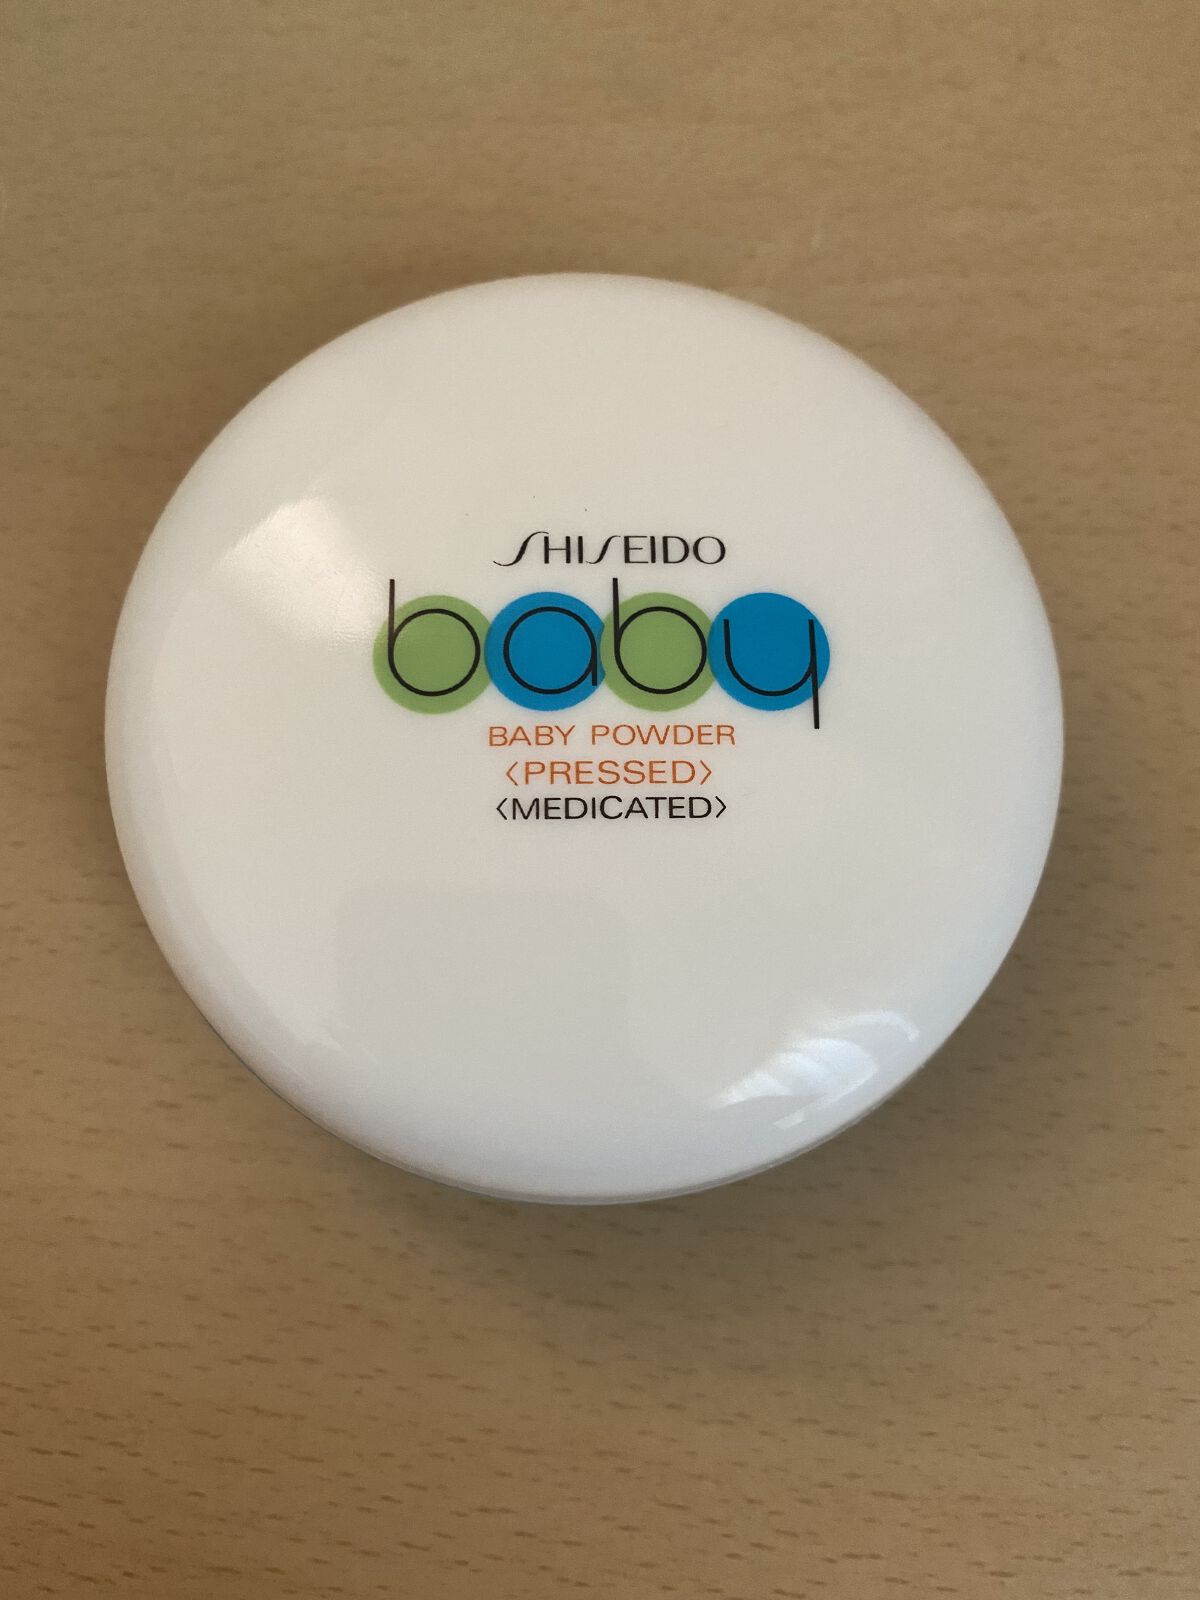 SHISEIDO
baby
BABY POWDER
〈PRESSED〉
〈MEDICATED〉